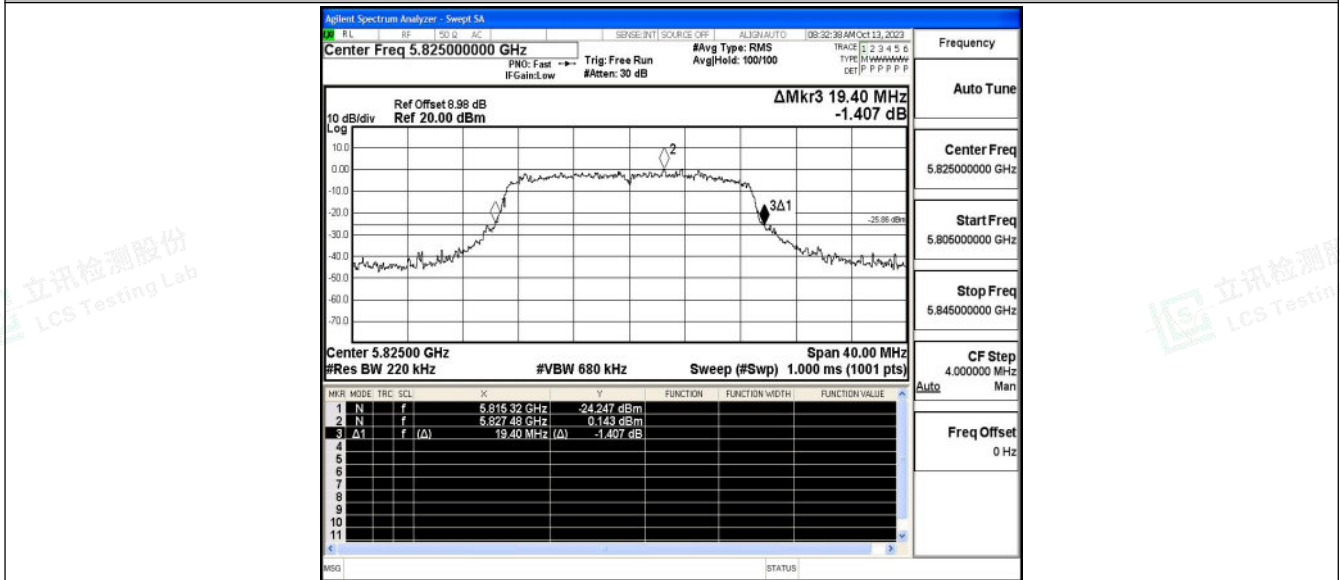 Agilent Spectrum Analyzer - Swept SA
RL RF 50 Ω AC SENSE:INT SOURCE OFF ALIGN AUTO 08:32:38 AM Oct 13, 2023
Center Freq 5.825000000 GHz
PNO: Fast
IFGain:Low
Trig: Free Run
#Atten: 30 dB
#Avg Type: RMS
Avg|Hold: 100/100
TRACE 1 2 3 4 5 6
TYPE M W W W W W
DET P P P P P P
Frequency
Auto Tune
Center Freq
5.825000000 GHz
Start Freq
5.805000000 GHz
Stop Freq
5.845000000 GHz
CF Step
4.000000 MHz
Auto Man
Freq Offset
0 Hz
ΔMkr3 19.40 MHz
-1.407 dB
Ref Offset 8.98 dB
10 dB/div Ref 20.00 dBm
Log
10.0
0.00
-10.0
-20.0
-30.0
-40.0
-50.0
-60.0
-70.0
2
1
3Δ1
-25.86 dBm
Center 5.82500 GHz Span 40.00 MHz
#Res BW 220 kHz #VBW 680 kHz Sweep (#Swp) 1.000 ms (1001 pts)
MKR MODE TRC SCL X Y FUNCTION FUNCTION WIDTH FUNCTION VALUE
1 N f 5.815 32 GHz -24.247 dBm
2 N f 5.827 48 GHz 0.143 dBm
3 Δ1 f (Δ) 19.40 MHz (Δ) -1.407 dB
4
5
6
7
8
9
10
11
MSG STATUS
立讯检测股份
LCS Testing Lab
立讯检测股
LCS Testin